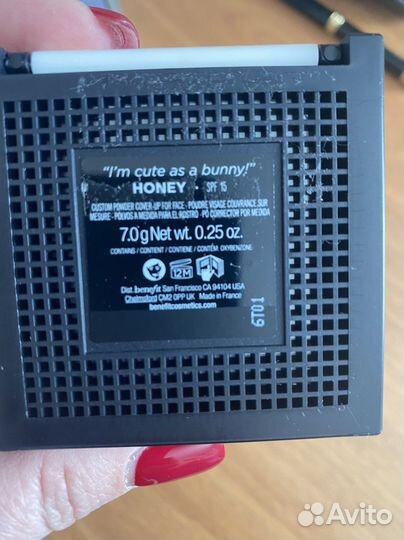 "I'm cute as a bunny!"
HONEY · SPF 15
CUSTOM POWDER COVER-UP FOR FACE · POUDRE VISAGE COUVRANCE SUR
MESURE · POLVOS A MEDIDA PARA EL ROSTRO · PÓ CORRECTOR POR MEDIDA
7.0 g Net wt. 0.25 oz.
CONTAINS / CONTENT / CONTIENE / CONTÉM: OXYBENZONE
12M
Dist. benefit San Francisco CA 94104 USA
Chelmsford CM2 0PP UK Made in France
benefitcosmetics.com
6T01
Avito